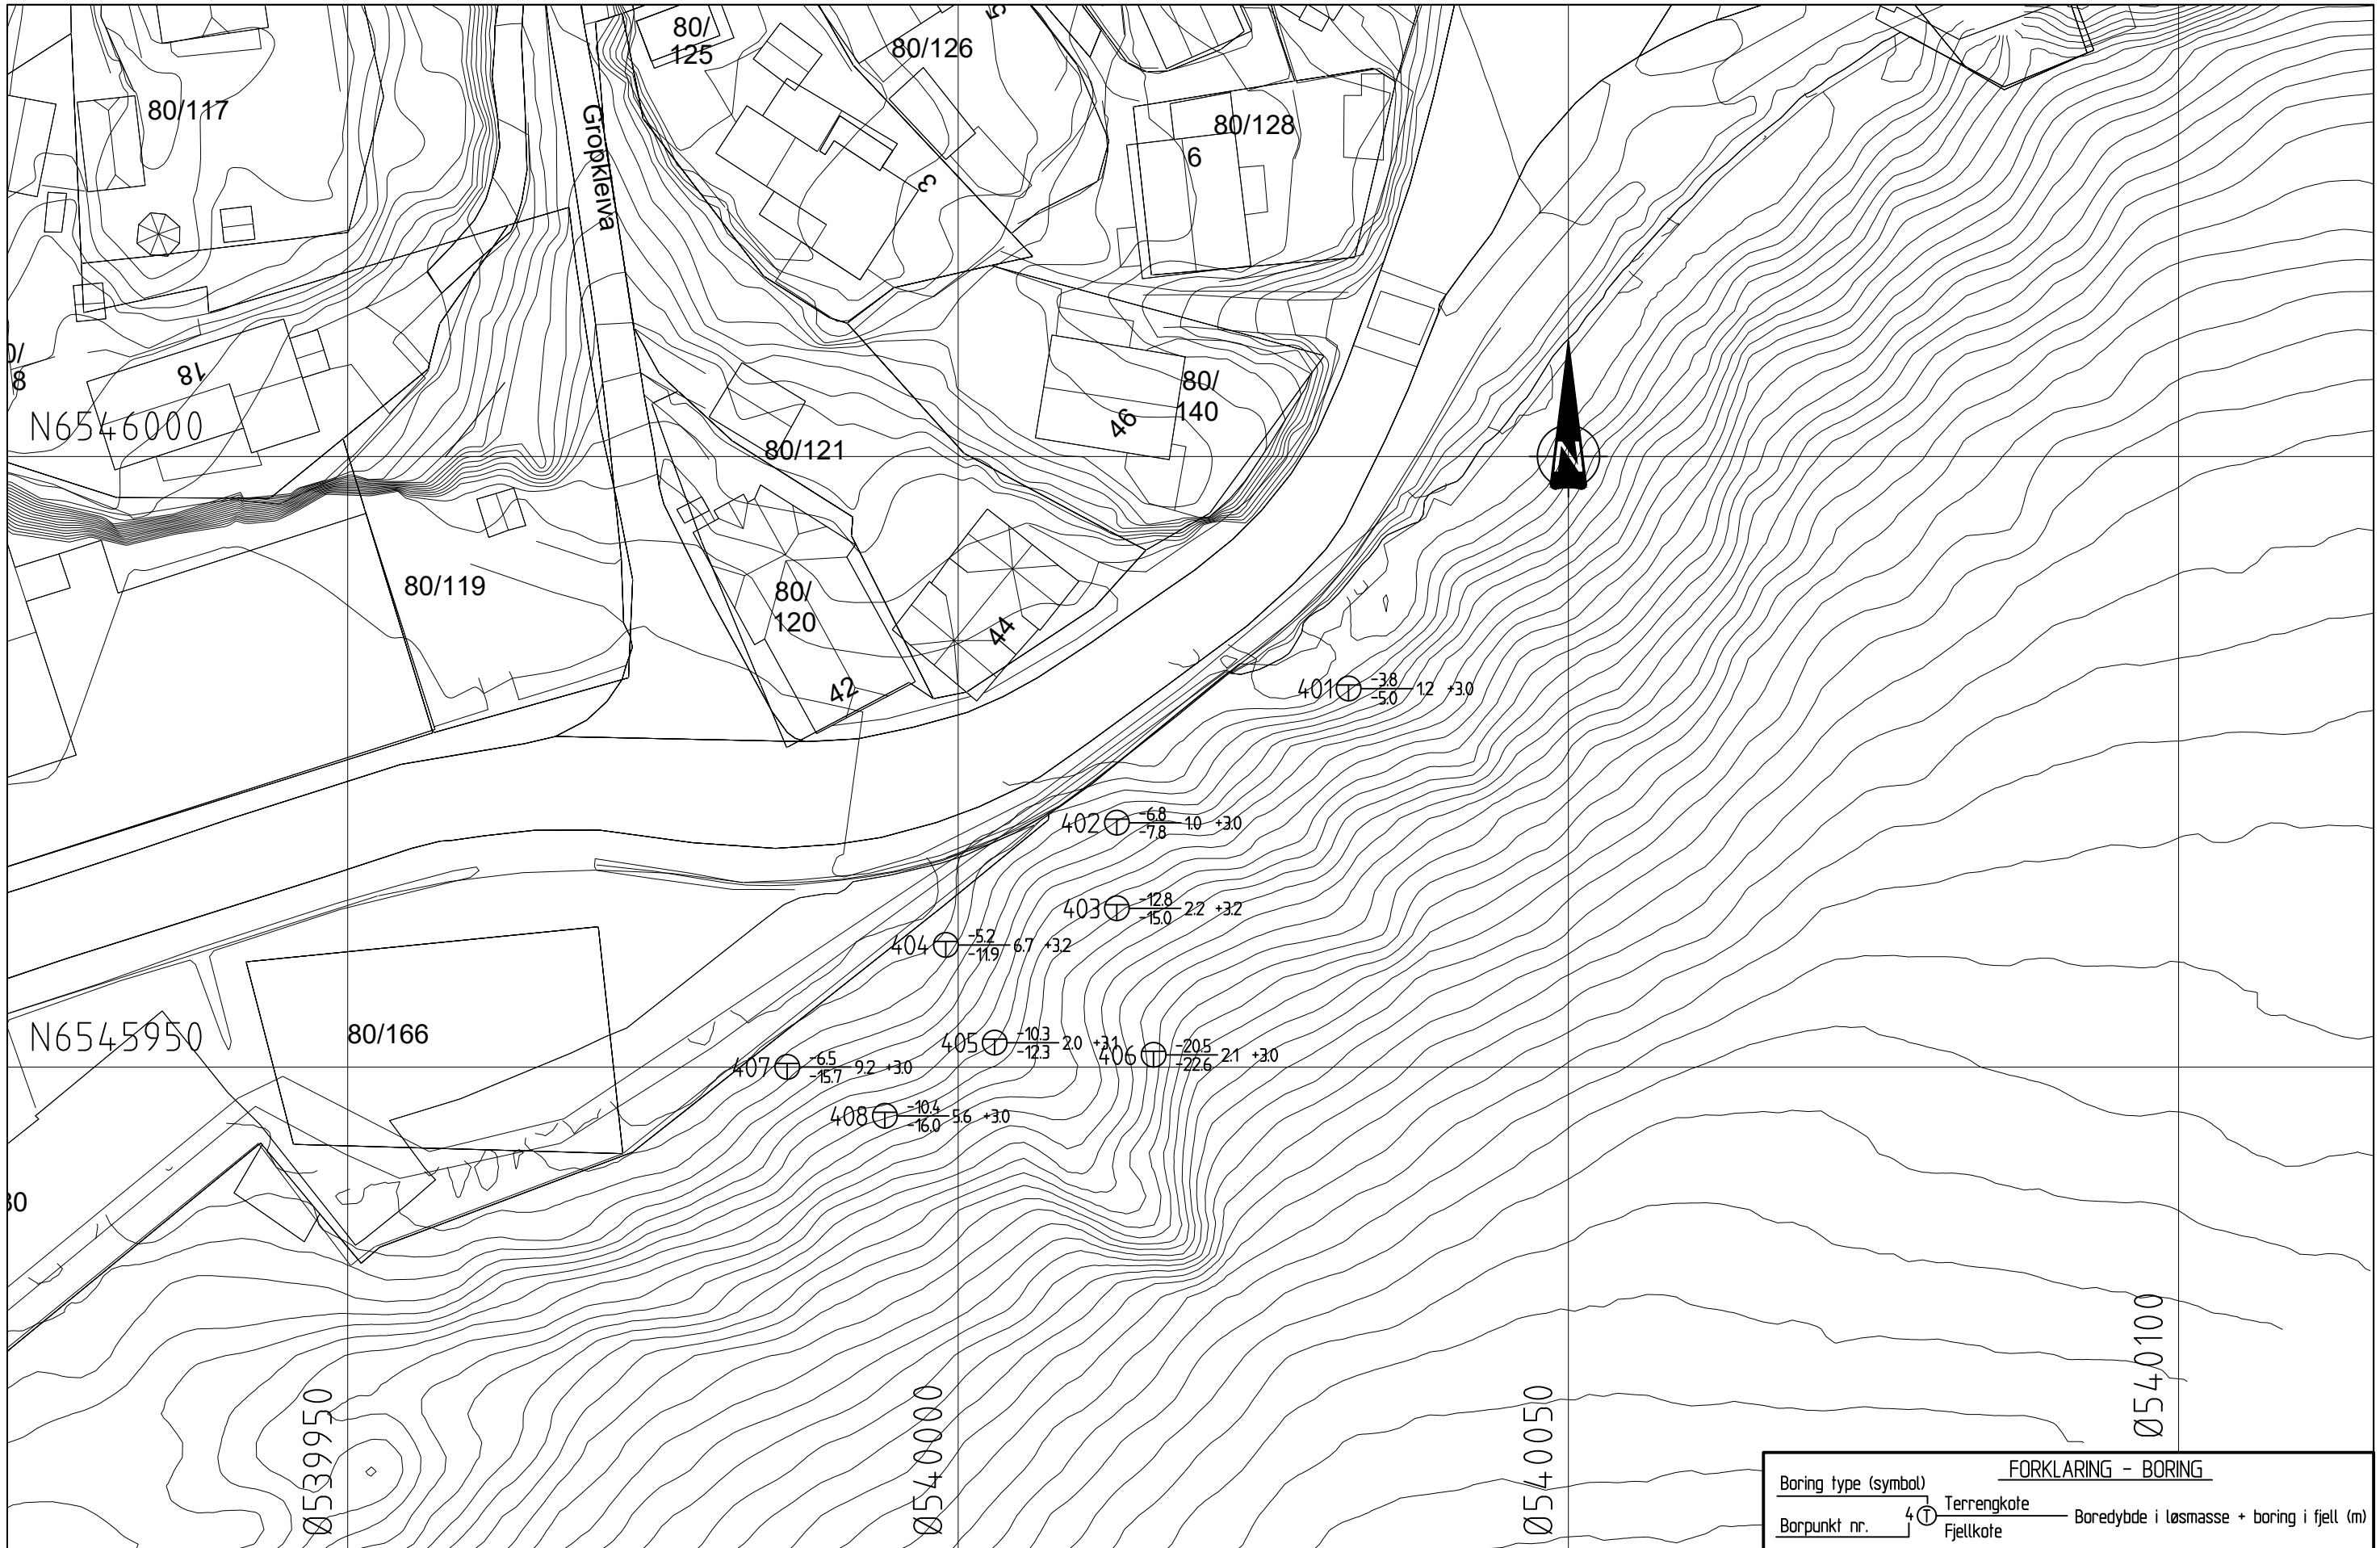 80/
125
80/126
5
80/117
80/128
6
Gropkleiva
3
0/
8
18
N6546000
80/
140
46
80/121
N
80/119
80/
120
44
42
401 T -3.8 1.2 +3.0
-5.0
402 T -6.8 1.0 +3.0
-7.8
403 T -12.8 2.2 +3.2
-15.0
404 T -5.2 6.7 +3.2
-11.9
N6545950
80/166
405 T -10.3 2.0 +3.1
-12.3
406 T -20.5 2.1 +3.0
-22.6
407 T -6.5 9.2 +3.0
-15.7
408 T -10.4 5.6 +3.0
-16.0
30
Ø539950
Ø540000
Ø540050
Ø540100
FORKLARING - BORING
Boring type (symbol)
Terrengkote
4 T Boredybde i løsmasse + boring i fjell (m)
Borpunkt nr.
Fjellkote